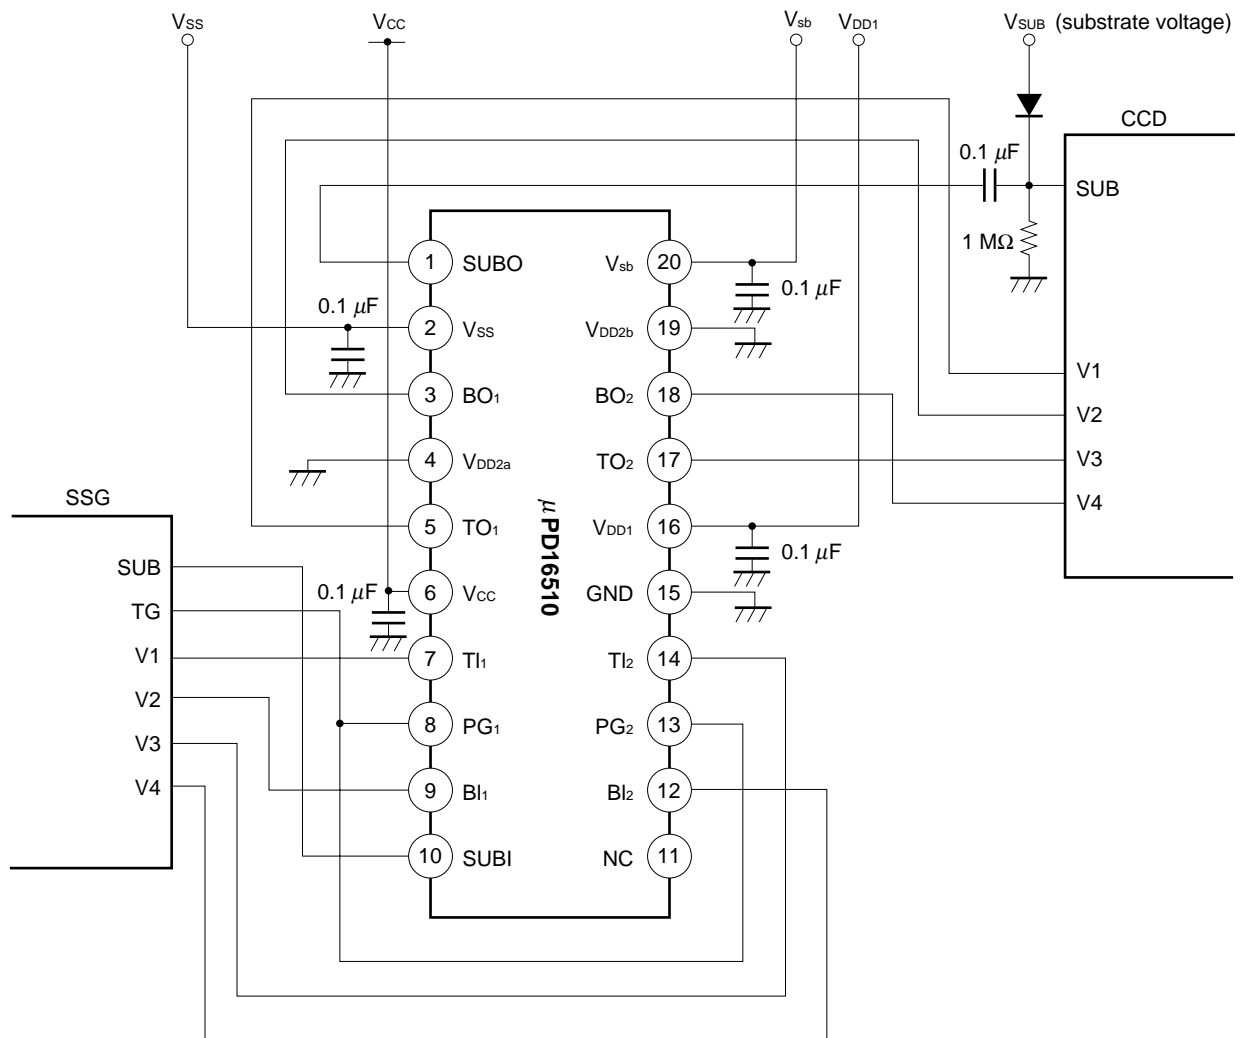 VSS
VCC
Vsb
VDD1
VSUB (substrate voltage)
CCD
0.1 µF
SUB
1 MΩ
1 SUBO
Vsb 20
0.1 µF
0.1 µF
2 VSS
VDD2b 19
3 BO1
BO2 18
V1
V2
4 VDD2a
TO2 17
V3
V4
SSG
5 TO1
µPD16510
VDD1 16
0.1 µF
SUB
0.1 µF
6 VCC
GND 15
TG
V1
7 TI1
TI2 14
V2
8 PG1
PG2 13
V3
V4
9 BI1
BI2 12
10 SUBI
NC 11